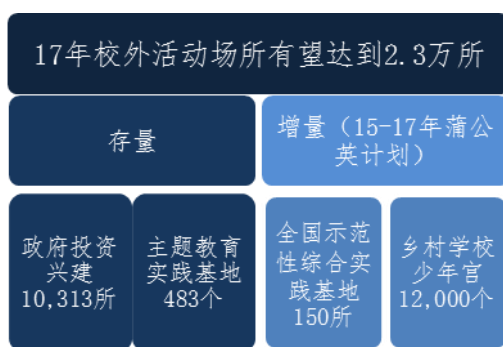 17年校外活动场所有望达到2.3万所
存量
增量（15-17年蒲公
英计划）
政府投资
兴建
10,313所
主题教育
实践基地
483个
全国示范
性综合实
践基地
150所
乡村学校
少年宫
12,000个